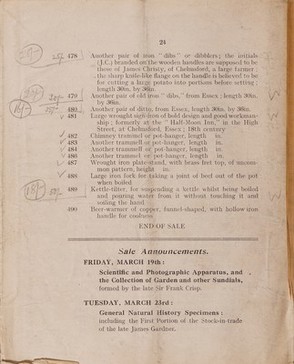 24
478 Another pair of iron "dibs" or dibblers; the initials
(J.C.) branded on the wooden handles are supposed to be
those of James Christy, of Chelmsford, a large farmer;
the sharp knife-like flange on the handle is believed to be
for cutting a large potato into portions before setting;
length 30in. by 36in.
479 Another pair of old iron "dibs," from Essex; length 30in.
by 36in.
480 Another pair of ditto, from Essex, length 30in. by 36in.
481 Large wrought sign-iron of bold design and good workman-
ship; formerly at the "Half-Moon Inn," in the High
Street, at Chelmsford, Essex; 18th century
482 Chimney trammel or pot-hanger, length in.
483 Another trammel or pot-hanger, length in.
484 Another trammel or pot-hanger, length in.
486 Another trammel or pot-hanger, length in.
487 Wrought iron plate-stand, with brass feet top, of uncom-
mon pattern, height in.
488 Large iron fork for taking a joint of beef out of the pot
when boiled
489 Kettle-tilter, for suspending a kettle whilst being boiled
and pouring water from it without touching it and
soiling the hand
490 Beer-warmer of copper, funnel-shaped, with hollow iron
handle for coolness
END OF SALE
Sale Announcements.
FRIDAY, MARCH 19th:
Scientific and Photographic Apparatus, and
the Collection of Garden and other Sundials,
formed by the late Sir Frank Crisp.
TUESDAY, MARCH 23rd:
General Natural History Specimens:
including the First Portion of the Stock-in-trade
of the late James Gardner.